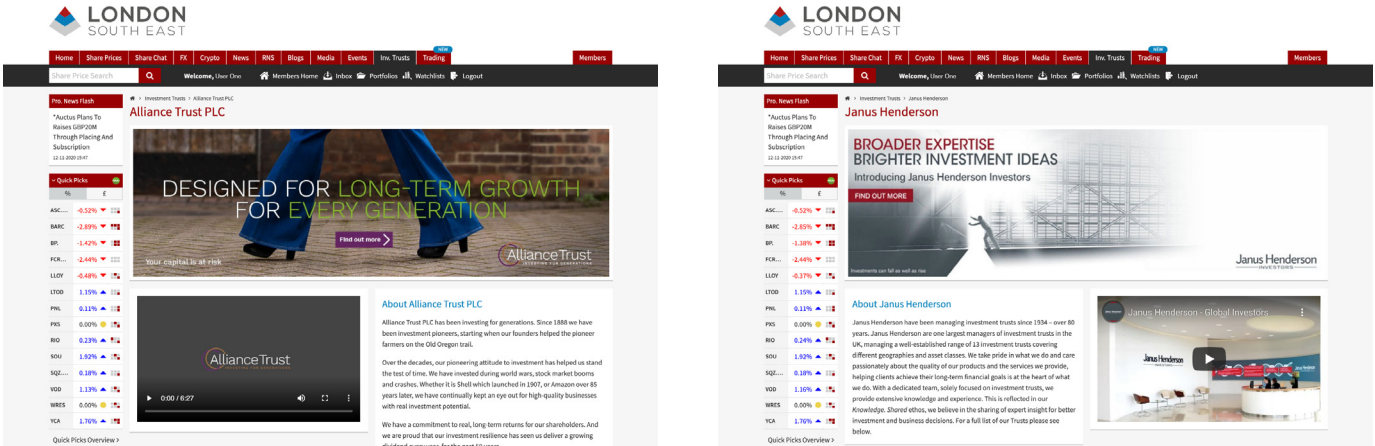 LONDON
SOUTH EAST
Home Share Prices Share Chat FX Crypto News RNS Blogs Media Events Inv. Trusts Trading Members
NEW
Share Price Search
Welcome, User One Members Home Inbox Portfolios Watchlists Logout
Pro. News Flash
"Auctus Plans To
Raises GBP20M
Through Placing And
Subscription
12-11-2020 15:47
Quick Picks
% £
ASC.... -0.52%
BARC -2.89%
BP. -1.42%
FCR... -2.44%
LLOY -0.48%
LTOD 1.15%
PNL 0.11%
PXS 0.00%
RIO 0.23%
SOU 1.92%
SQZ.... 0.18%
VOD 1.13%
WRES 0.00%
YCA 1.76%
Quick Picks Overview >
> Investment Trusts > Alliance Trust PLC
Alliance Trust PLC
DESIGNED FOR LONG-TERM GROWTH
FOR EVERY GENERATION
Find out more
Your capital is at risk
Alliance Trust
INVESTING FOR GENERATIONS
Alliance Trust
0:00 / 6:27
About Alliance Trust PLC
Alliance Trust PLC has been investing for generations. Since 1888 we have
been investment pioneers, starting when our founders helped the pioneer
farmers on the Old Oregon trail.
Over the decades, our pioneering attitude to investment has helped us stand
the test of time. We have invested during world wars, stock market booms
and crashes. Whether it is Shell which launched in 1907, or Amazon over 85
years later, we have continually kept an eye out for high-quality businesses
with real investment potential.
We have a commitment to real, long-term returns for our shareholders. And
we are proud that our investment resilience has seen us deliver a growing
LONDON
SOUTH EAST
Home Share Prices Share Chat FX Crypto News RNS Blogs Media Events Inv. Trusts Trading Members
NEW
Share Price Search
Welcome, User One Members Home Inbox Portfolios Watchlists Logout
Pro. News Flash
"Auctus Plans To
Raises GBP20M
Through Placing And
Subscription
12-11-2020 15:47
Quick Picks
% £
ASC.... -0.52%
BARC -2.85%
BP. -1.38%
FCR... -2.44%
LLOY -0.37%
LTOD 1.15%
PNL 0.11%
PXS 0.00%
RIO 0.24%
SOU 1.92%
SQZ.... 0.18%
VOD 1.16%
WRES 0.00%
YCA 1.76%
Quick Picks Overview >
> Investment Trusts > Janus Henderson
Janus Henderson
BROADER EXPERTISE
BRIGHTER INVESTMENT IDEAS
Introducing Janus Henderson Investors
FIND OUT MORE
Investments can fall as well as rise
Janus Henderson
INVESTORS
About Janus Henderson
Janus Henderson have been managing investment trusts since 1934 – over 80
years. Janus Henderson are one largest managers of investment trusts in the
UK, managing a well-established range of 13 investment trusts covering
different geographies and asset classes. We take pride in what we do and care
passionately about the quality of our products and the services we provide,
helping clients achieve their long-term financial goals is at the heart of what
we do. With a dedicated team, solely focused on investment trusts, we
provide extensive knowledge and experience. This is reflected in our
Knowledge. Shared ethos, we believe in the sharing of expert insight for better
investment and business decisions. For a full list of our Trusts please see
below.
Janus Henderson - Global Investors
Janus Henderson